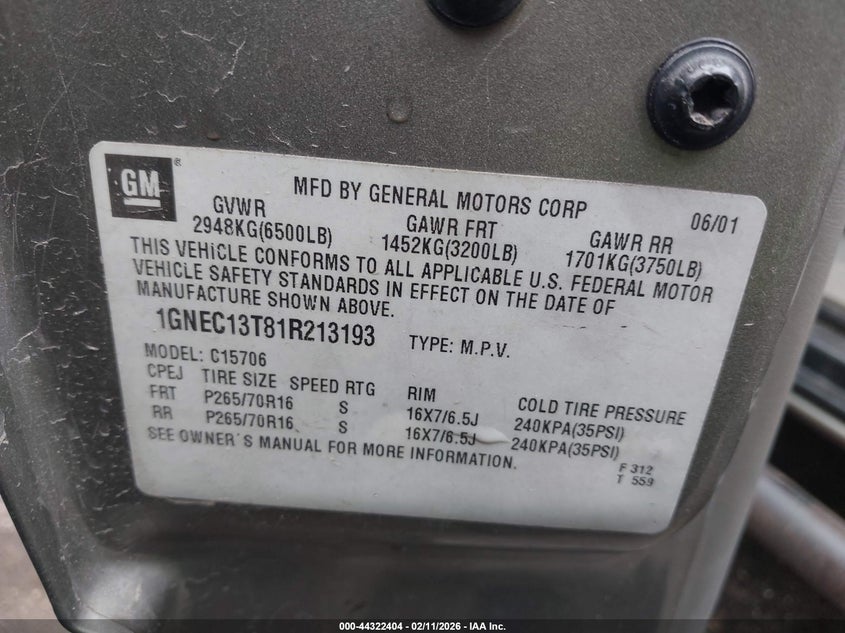 GM ®
MFD BY GENERAL MOTORS CORP 06/01
GVWR GAWR FRT GAWR RR
2948KG(6500LB) 1452KG(3200LB) 1701KG(3750LB)
THIS VEHICLE CONFORMS TO ALL APPLICABLE U.S. FEDERAL MOTOR
VEHICLE SAFETY STANDARDS IN EFFECT ON THE DATE OF
MANUFACTURE SHOWN ABOVE.
1GNEC13T81R213193 TYPE: M.P.V.
MODEL: C15706
CPEJ TIRE SIZE SPEED RTG RIM COLD TIRE PRESSURE
FRT P265/70R16 S 16X7/6.5J 240KPA(35PSI)
RR P265/70R16 S 16X7/6.5J 240KPA(35PSI)
SEE OWNER'S MANUAL FOR MORE INFORMATION.
F 312
T 559
000-44322404 - 02/11/2026 - IAA Inc.